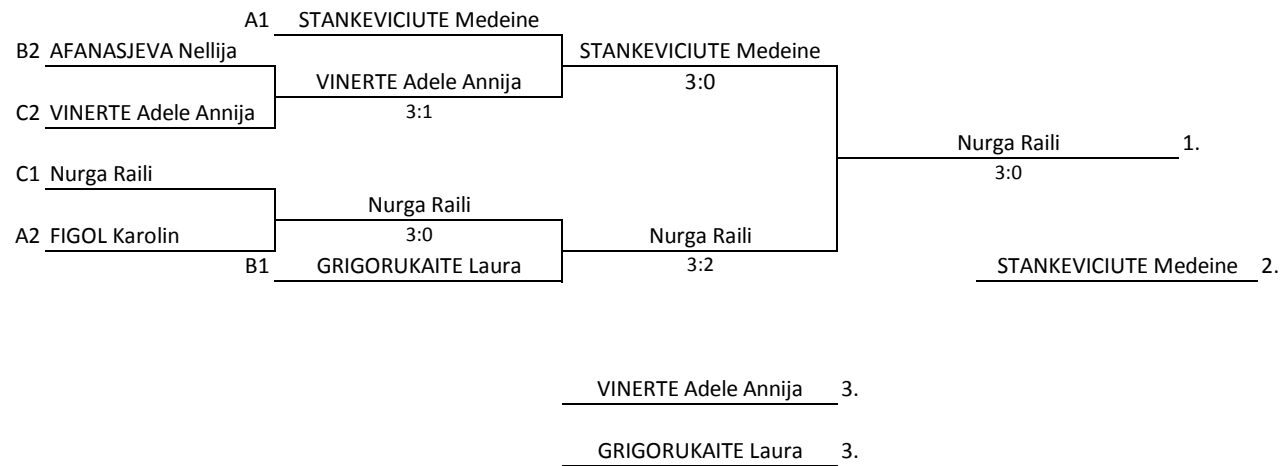 A1 STANKEVICIUTE Medeine
B2 AFANASJEVA Nellija STANKEVICIUTE Medeine
VINERTE Adele Annija 3:0
C2 VINERTE Adele Annija 3:1
Nurga Raili 1.
C1 Nurga Raili 3:0
Nurga Raili
A2 FIGOL Karolin 3:0 Nurga Raili
B1 GRIGORUKAITE Laura 3:2 STANKEVICIUTE Medeine 2.
VINERTE Adele Annija 3.
GRIGORUKAITE Laura 3.